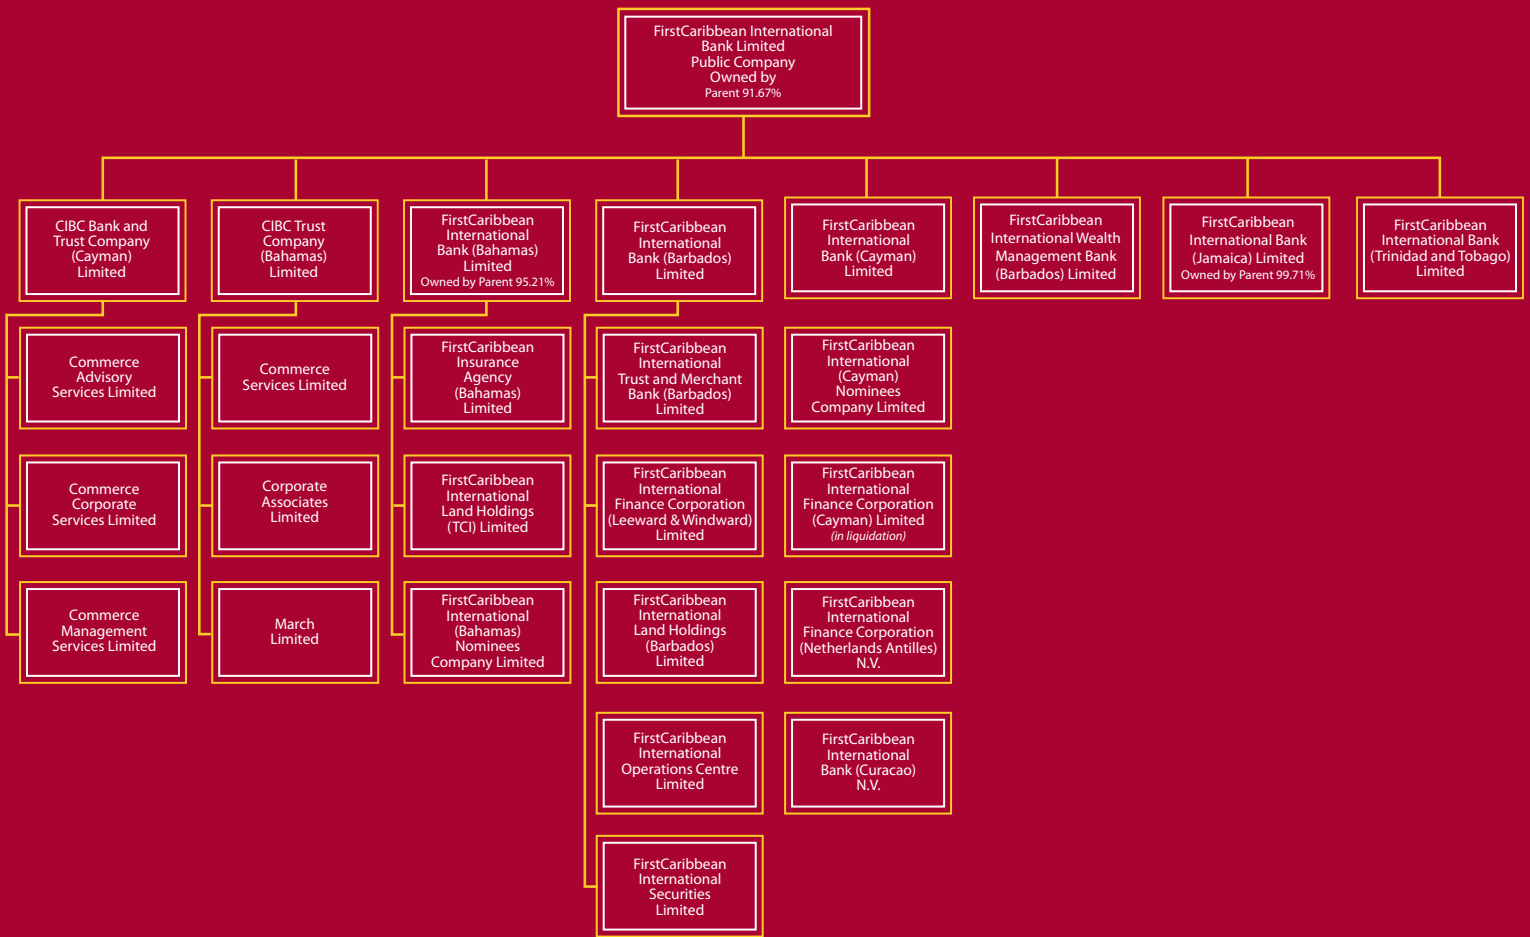 FirstCaribbean International
Bank Limited
Public Company
Owned by
Parent 91.67%
CIBC Bank and
Trust Company
(Cayman)
Limited
CIBC Trust
Company
(Bahamas)
Limited
FirstCaribbean
International
Bank (Bahamas)
Limited
Owned by Parent 95.21%
FirstCaribbean
International
Bank (Barbados)
Limited
FirstCaribbean
International
Bank (Cayman)
Limited
FirstCaribbean
International Wealth
Management Bank
(Barbados) Limited
FirstCaribbean
International Bank
(Jamaica) Limited
Owned by Parent 99.71%
FirstCaribbean
International Bank
(Trinidad and Tobago)
Limited
Commerce
Advisory
Services Limited
Commerce
Services Limited
FirstCaribbean
Insurance
Agency
(Bahamas)
Limited
FirstCaribbean
International
Trust and Merchant
Bank (Barbados)
Limited
FirstCaribbean
International
(Cayman)
Nominees
Company Limited
Commerce
Corporate
Services Limited
Corporate
Associates
Limited
FirstCaribbean
International
Land Holdings
(TCI) Limited
FirstCaribbean
International
Finance Corporation
(Leeward & Windward)
Limited
FirstCaribbean
International
Finance Corporation
(Cayman) Limited
(in liquidation)
Commerce
Management
Services Limited
March
Limited
FirstCaribbean
International
(Bahamas)
Nominees
Company Limited
FirstCaribbean
International
Land Holdings
(Barbados)
Limited
FirstCaribbean
International
Finance Corporation
(Netherlands Antilles)
N.V.
FirstCaribbean
International
Operations Centre
Limited
FirstCaribbean
International
Bank (Curacao)
N.V.
FirstCaribbean
International
Securities
Limited